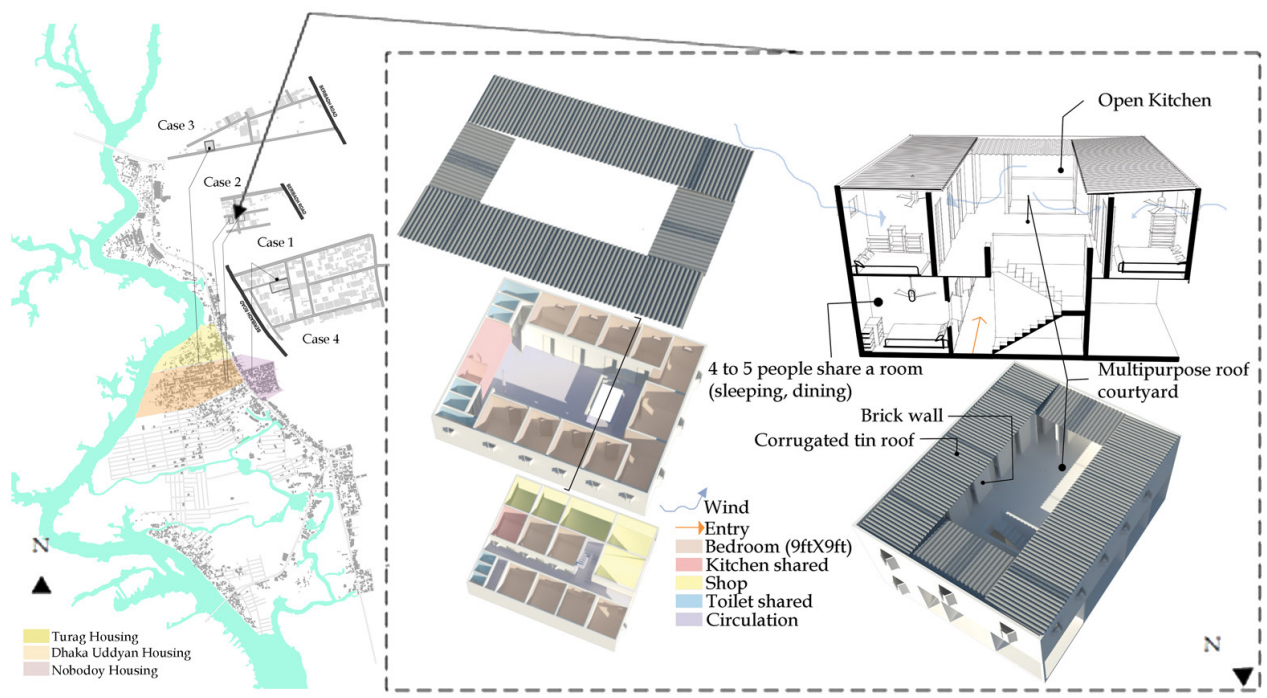 Case 3
Case 2
Case 1
Case 4
N
Turag Housing
Dhaka Uddyan Housing
Nobodoy Housing
Open Kitchen
4 to 5 people share a room
(sleeping, dining)
Multipurpose roof
courtyard
Brick wall
Corrugated tin roof
Wind
Entry
Bedroom (9ftX9ft)
Kitchen shared
Shop
Toilet shared
Circulation
N